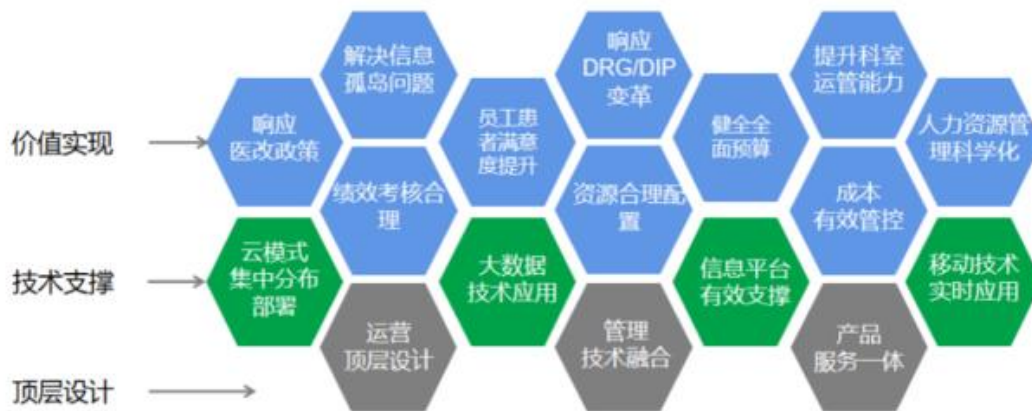 解决信息
孤岛问题
响应
DRG/DIP
变革
提升科室
运管能力
价值实现
响应
医改政策
员工患
者满意
度提升
健全全
面预算
人力资源管
理科学化
绩效考核合
理
资源合理配
置
成本
有效管控
技术支撑
云模式
集中分布
部署
大数据
技术应用
信息平台
有效支撑
移动技术
实时应用
运营
顶层设计
管理
技术融合
产品
服务一体
顶层设计